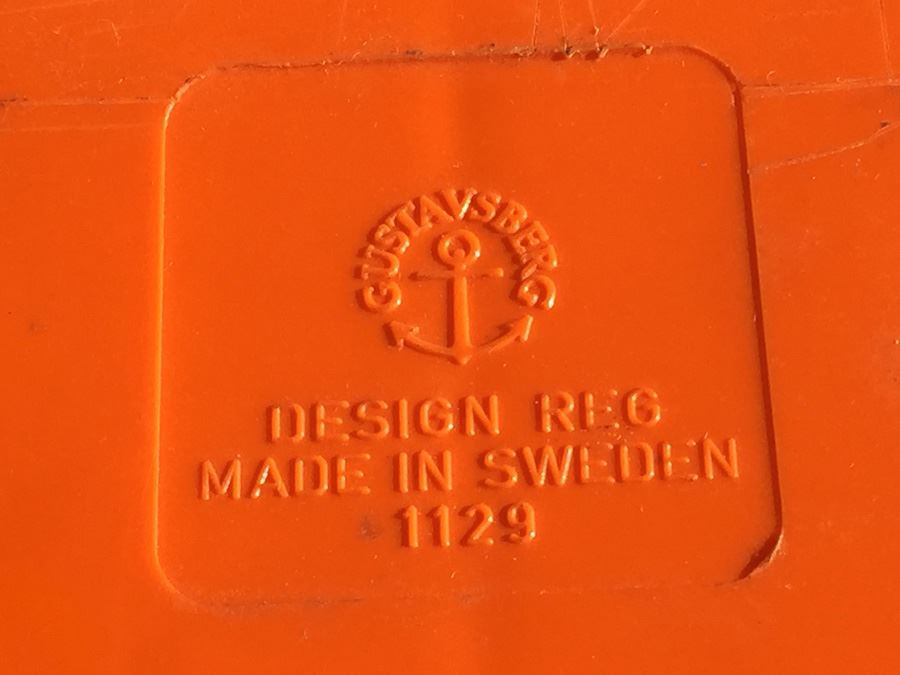 GUSTAVSBERG
DESIGN REG
MADE IN SWEDEN
1129